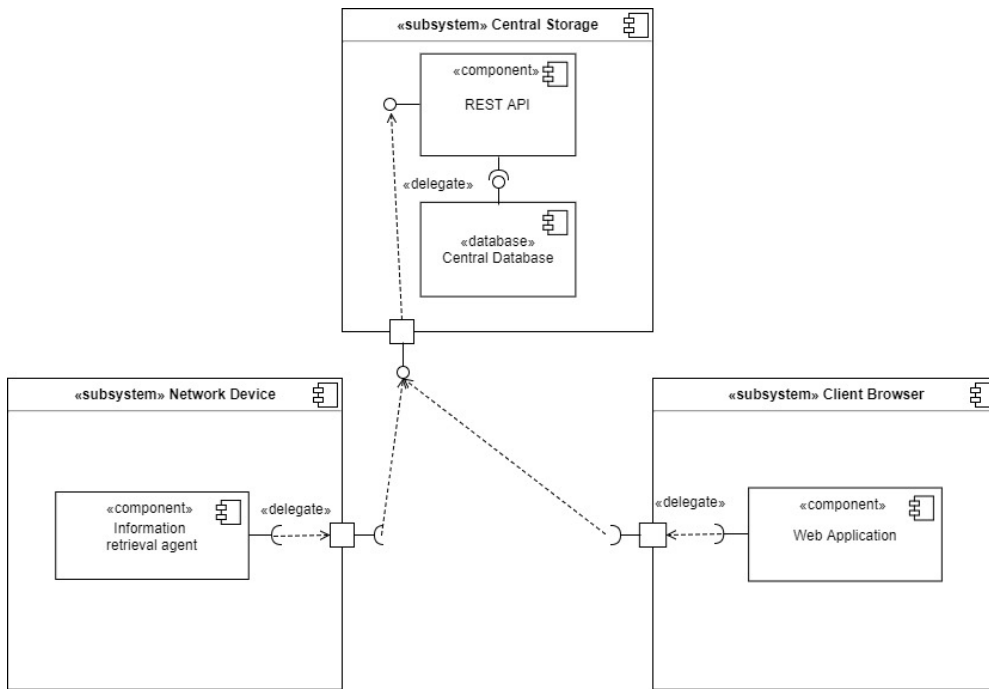 «subsystem» Central Storage
«component»
REST API
«delegate»
«database»
Central Database
«subsystem» Network Device
«component»
Information
retrieval agent
«delegate»
«subsystem» Client Browser
«delegate»
«component»
Web Application